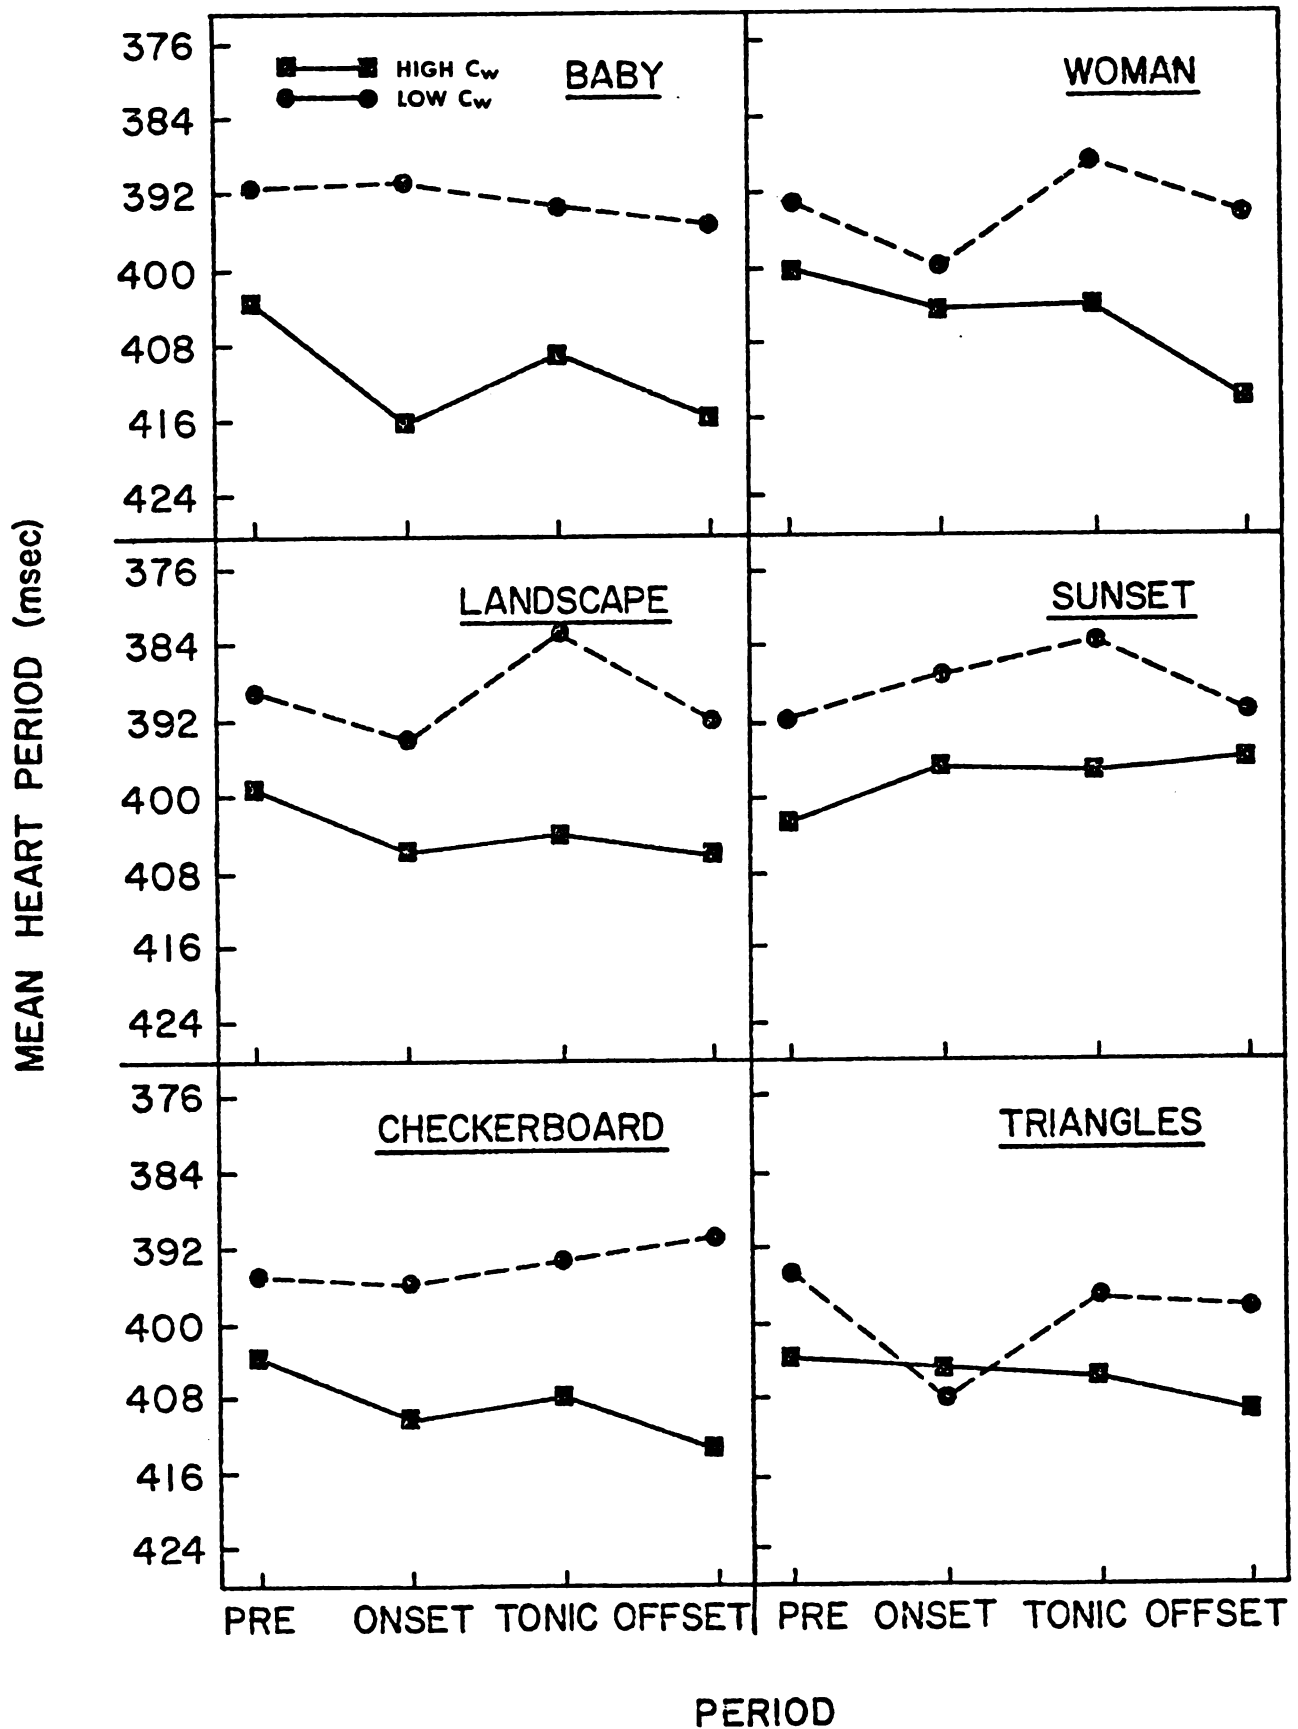 MEAN HEART PERIOD (msec)
376
384
392
400
408
416
424
HIGH Cw
LOW Cw
BABY
WOMAN
376
384
392
400
408
416
424
LANDSCAPE
SUNSET
376
384
392
400
408
416
424
CHECKERBOARD
TRIANGLES
PRE ONSET TONIC OFFSET PRE ONSET TONIC OFFSET
PERIOD